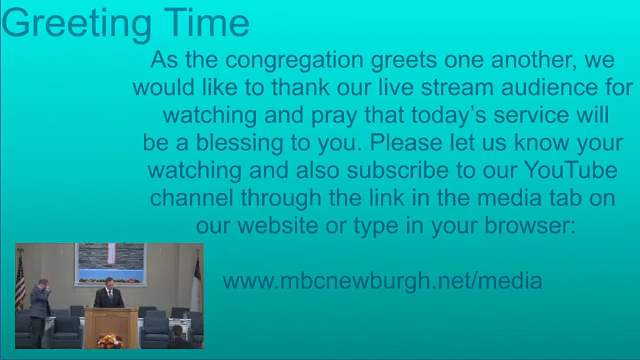 Greeting Time
As the congregation greets one another, we
would like to thank our live stream audience for
watching and pray that today's service will
be a blessing to you. Please let us know your
watching and also subscribe to our YouTube
channel through the link in the media tab on
our website or type in your browser:
www.mbcnewburgh.net/media